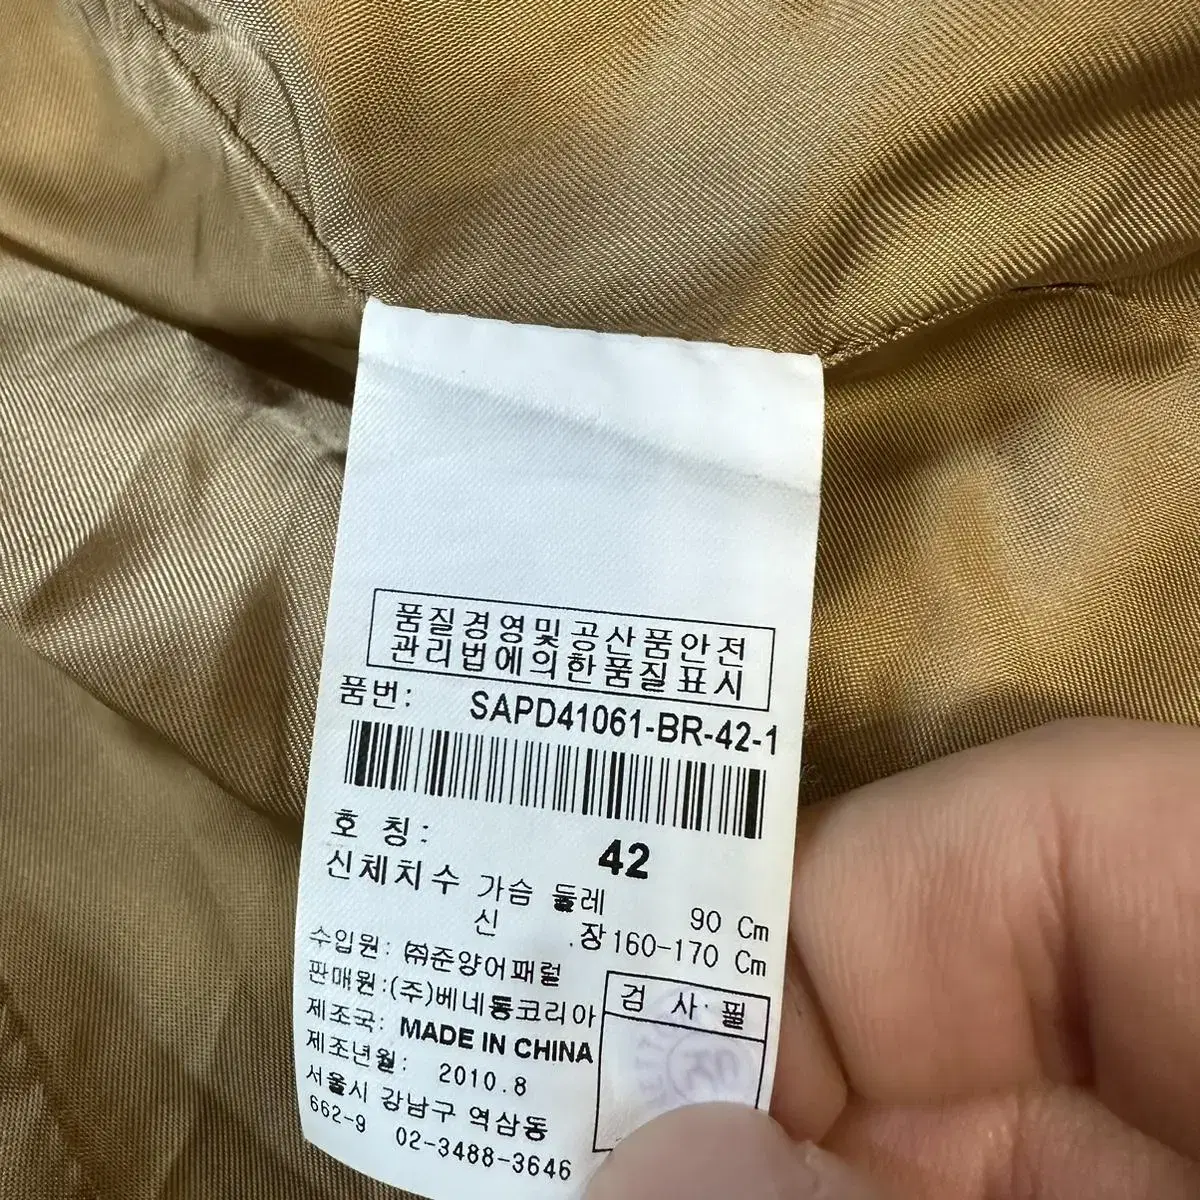 품질경영및공산품안전
관리법에의한품질표시
품번: SAPD41061-BR-42-1
호 칭: 42
신체치수 가슴 둘레 90 Cm
신 장 160-170 Cm
수입원: ㈜준양어패럴
판매원:(주)베네통코리아
제조국: MADE IN CHINA
제조년월: 2010.8
서울시 강남구 역삼동
662-9 02-3488-3646
검 사 필